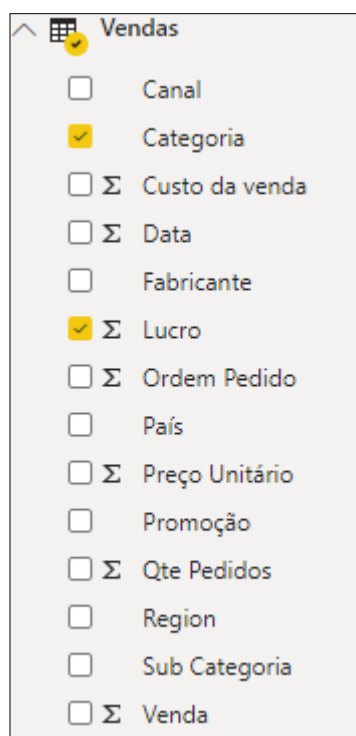 Vendas
Canal
Categoria
Σ Custo da venda
Σ Data
Fabricante
Σ Lucro
Σ Ordem Pedido
País
Σ Preço Unitário
Promoção
Σ Qte Pedidos
Region
Sub Categoria
Σ Venda